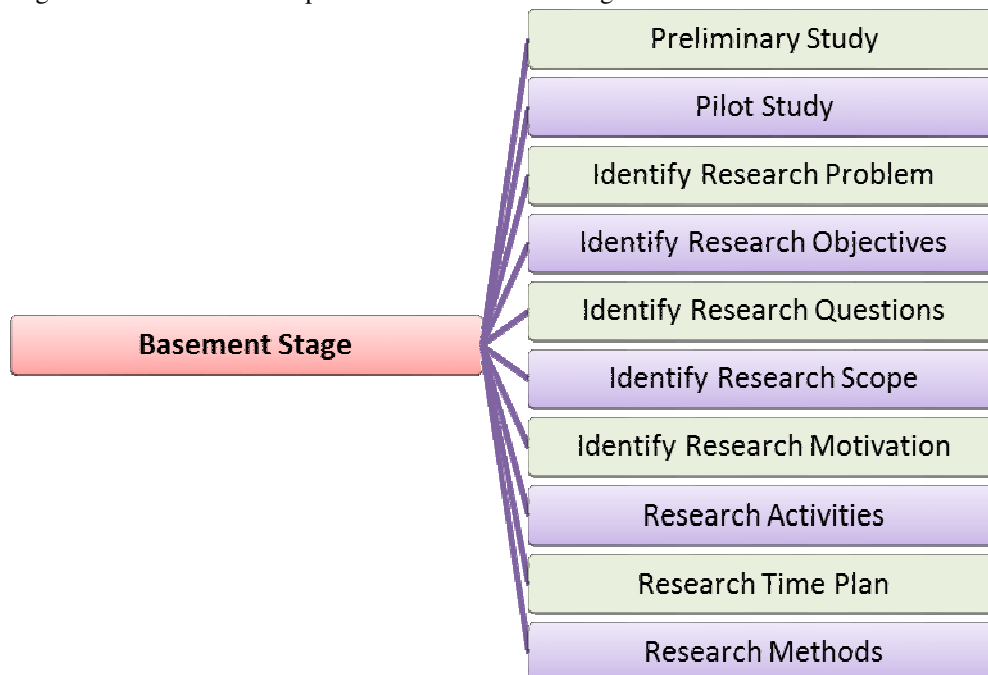 Preliminary Study
Pilot Study
Identify Research Problem
Identify Research Objectives
Identify Research Questions
Basement Stage
Identify Research Scope
Identify Research Motivation
Research Activities
Research Time Plan
Research Methods